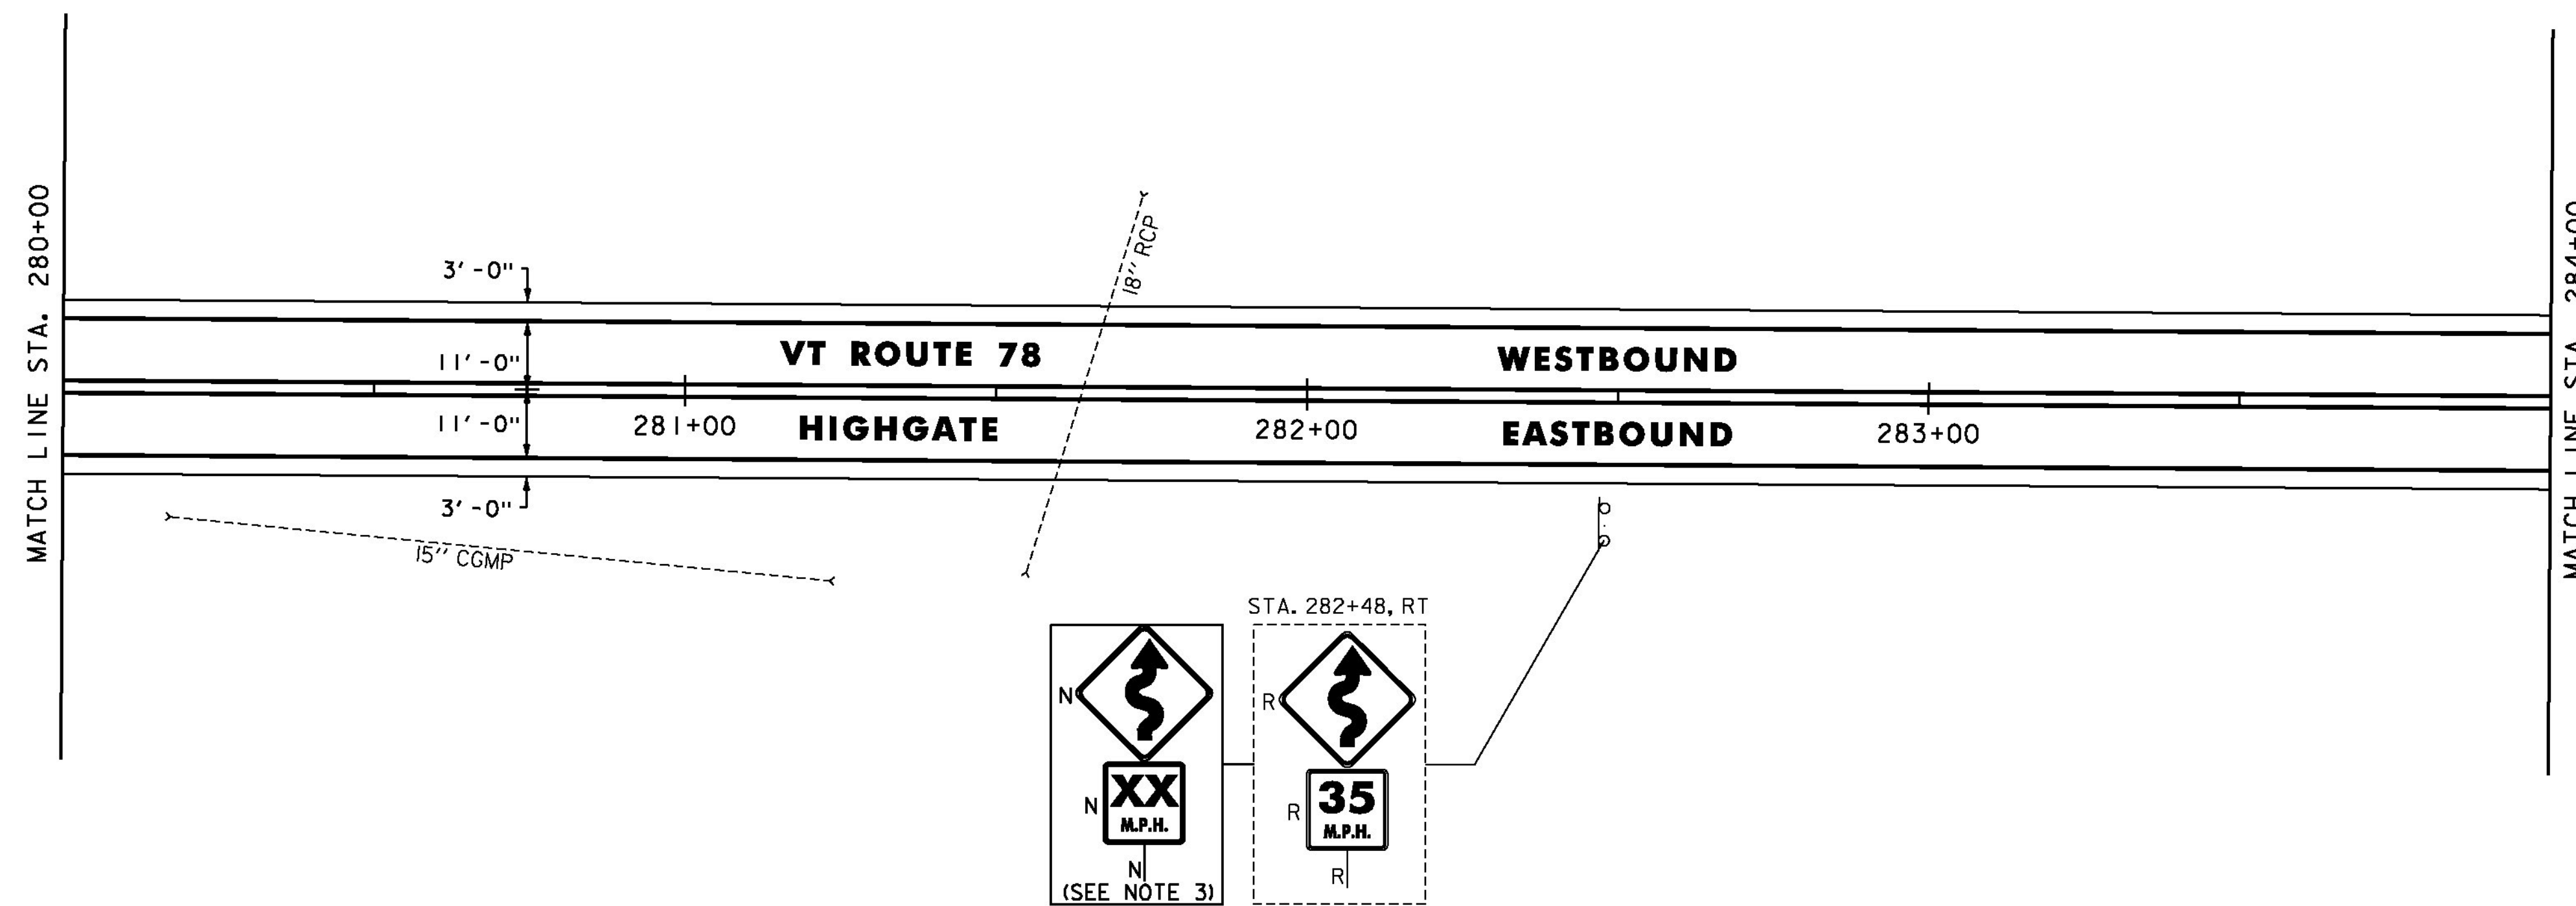 MATCH LINE STA. 280+00
3'-0"
11'-0"
11'-0"
3'-0"
15'' CGMP
18'' RCP
VT ROUTE 78
WESTBOUND
281+00
HIGHGATE
282+00
EASTBOUND
283+00
MATCH LINE STA. 284+00
STA. 282+48, RT
N
N
XX
M.P.H.
N
(SEE NOTE 3)
R
R
35
M.P.H.
R